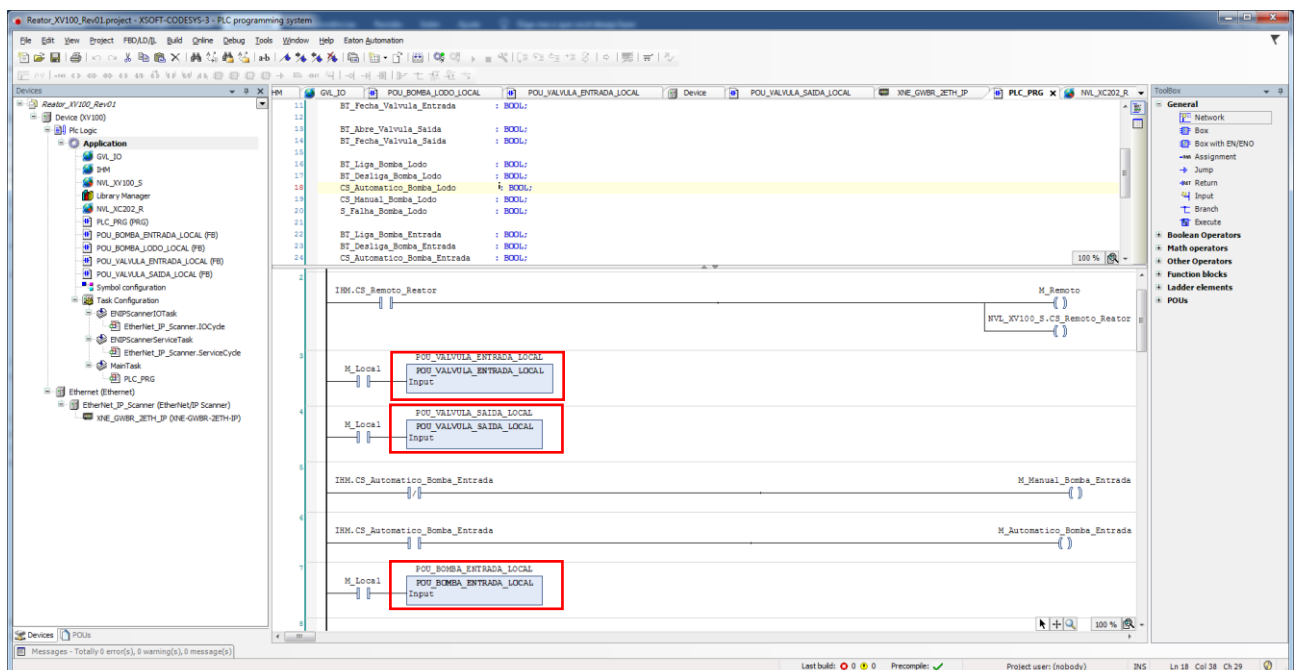 Reator_XV100_Rev01.project - XSOFT-CODESYS-3 - PLC programming system
File Edit View Project FBD/LD/IL Build Online Debug Tools Window Help Eaton Automation
Devices
Reator_XV100_Rev01
Device (XV100)
Plc Logic
Application
GVL_IO
IHM
NVL_XV100_S
Library Manager
NVL_XC202_R
PLC_PRG (PRG)
POU_BOMBA_ENTRADA_LOCAL (FB)
POU_BOMBA_LODO_LOCAL (FB)
POU_VALVULA_ENTRADA_LOCAL (FB)
POU_VALVULA_SAIDA_LOCAL (FB)
Symbol configuration
Task Configuration
ENIPScannerIOTask
EtherNet_IP_Scanner.IOCycle
ENIPScannerServiceTask
EtherNet_IP_Scanner.ServiceCycle
MainTask
PLC_PRG
Ethernet (Ethernet)
EtherNet_IP_Scanner (EtherNet/IP Scanner)
XNE_GWBR_2ETH_IP (XNE-GWBR-2ETH-IP)
Devices POUs
HM GVL_IO POU_BOMBA_LODO_LOCAL POU_VALVULA_ENTRADA_LOCAL Device POU_VALVULA_SAIDA_LOCAL XNE_GWBR_2ETH_IP PLC_PRG NVL_XC202_R
11 BT_Fecha_Valvula_Entrada : BOOL;
12
13 BT_Abre_Valvula_Saida : BOOL;
14 BT_Fecha_Valvula_Saida : BOOL;
15
16 BT_Liga_Bomba_Lodo : BOOL;
17 BT_Desliga_Bomba_Lodo : BOOL;
18 CS_Automatico_Bomba_Lodo : BOOL;
19 CS_Manual_Bomba_Lodo : BOOL;
20 S_Falha_Bomba_Lodo : BOOL;
21
22 BT_Liga_Bomba_Entrada : BOOL;
23 BT_Desliga_Bomba_Entrada : BOOL;
24 CS_Automatico_Bomba_Entrada : BOOL;
100 %
2
IHM.CS_Remoto_Reator M_Remoto
NVL_XV100_S.CS_Remoto_Reator
3
POU_VALVULA_ENTRADA_LOCAL
M_Local POU_VALVULA_ENTRADA_LOCAL
Input
4
POU_VALVULA_SAIDA_LOCAL
M_Local POU_VALVULA_SAIDA_LOCAL
Input
5
IHM.CS_Automatico_Bomba_Entrada M_Manual_Bomba_Entrada
6
IHM.CS_Automatico_Bomba_Entrada M_Automatico_Bomba_Entrada
7
POU_BOMBA_ENTRADA_LOCAL
M_Local POU_BOMBA_ENTRADA_LOCAL
Input
8
100 %
ToolBox
General
Network
Box
Box with EN/ENO
Assignment
Jump
Return
Input
Branch
Execute
Boolean Operators
Math operators
Other Operators
Function blocks
Ladder elements
POUs
Messages - Totally 0 error(s), 0 warning(s), 0 message(s)
Last build: 0 0 Precompile: Project user: (nobody) INS Ln 18 Col 38 Ch 29